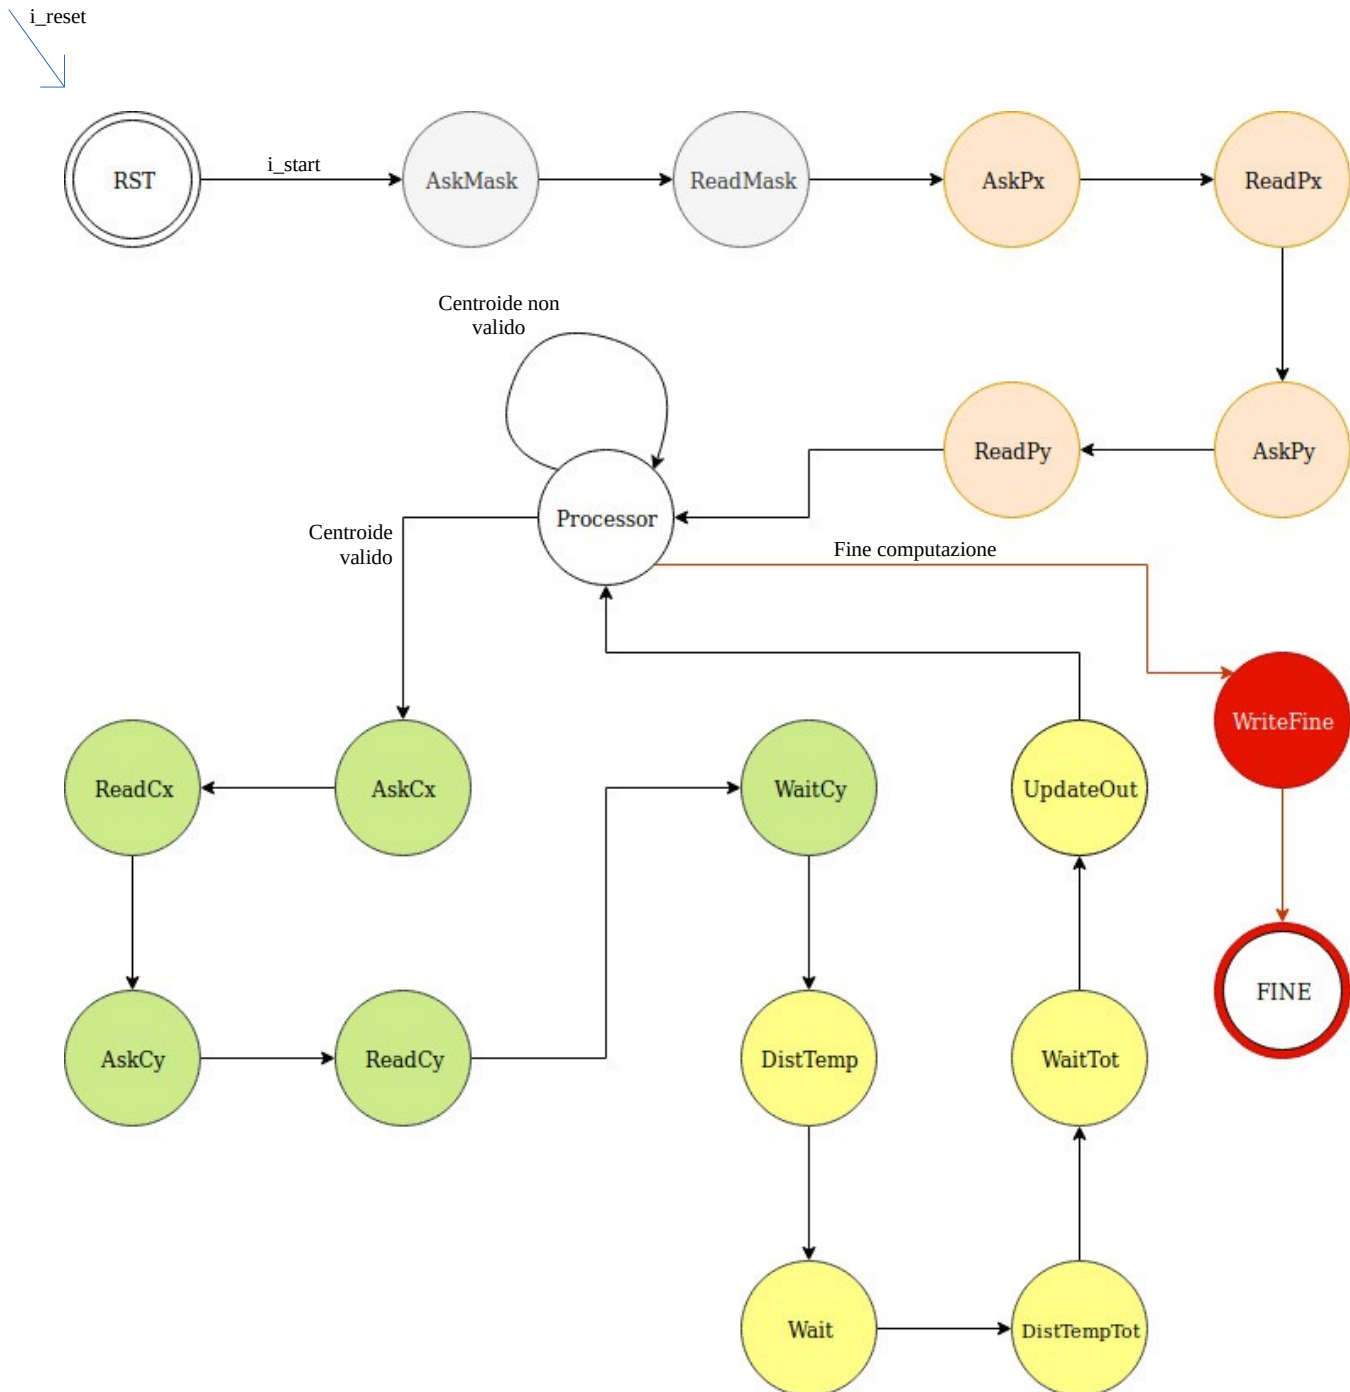 i_reset
RST
i_start
AskMask
ReadMask
AskPx
ReadPx
Centroide non
valido
ReadPy
AskPy
Processor
Centroide
valido
Fine computazione
WriteFine
ReadCx
AskCx
WaitCy
UpdateOut
FINE
AskCy
ReadCy
DistTemp
WaitTot
Wait
DistTempTot